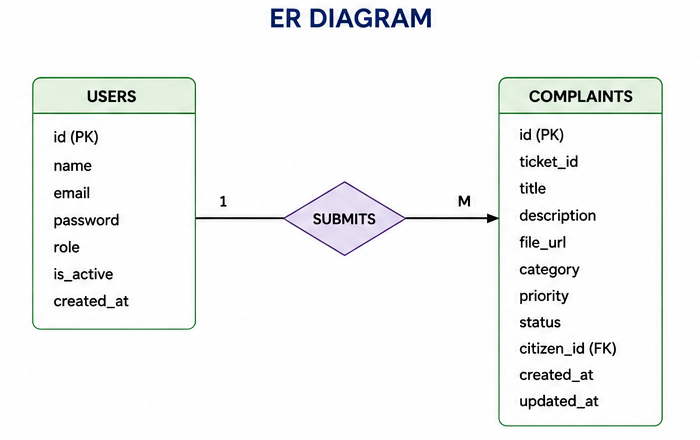 ER DIAGRAM
USERS
id (PK)
name
email
password
role
is_active
created_at
1
SUBMITS
M
COMPLAINTS
id (PK)
ticket_id
title
description
file_url
category
priority
status
citizen_id (FK)
created_at
updated_at